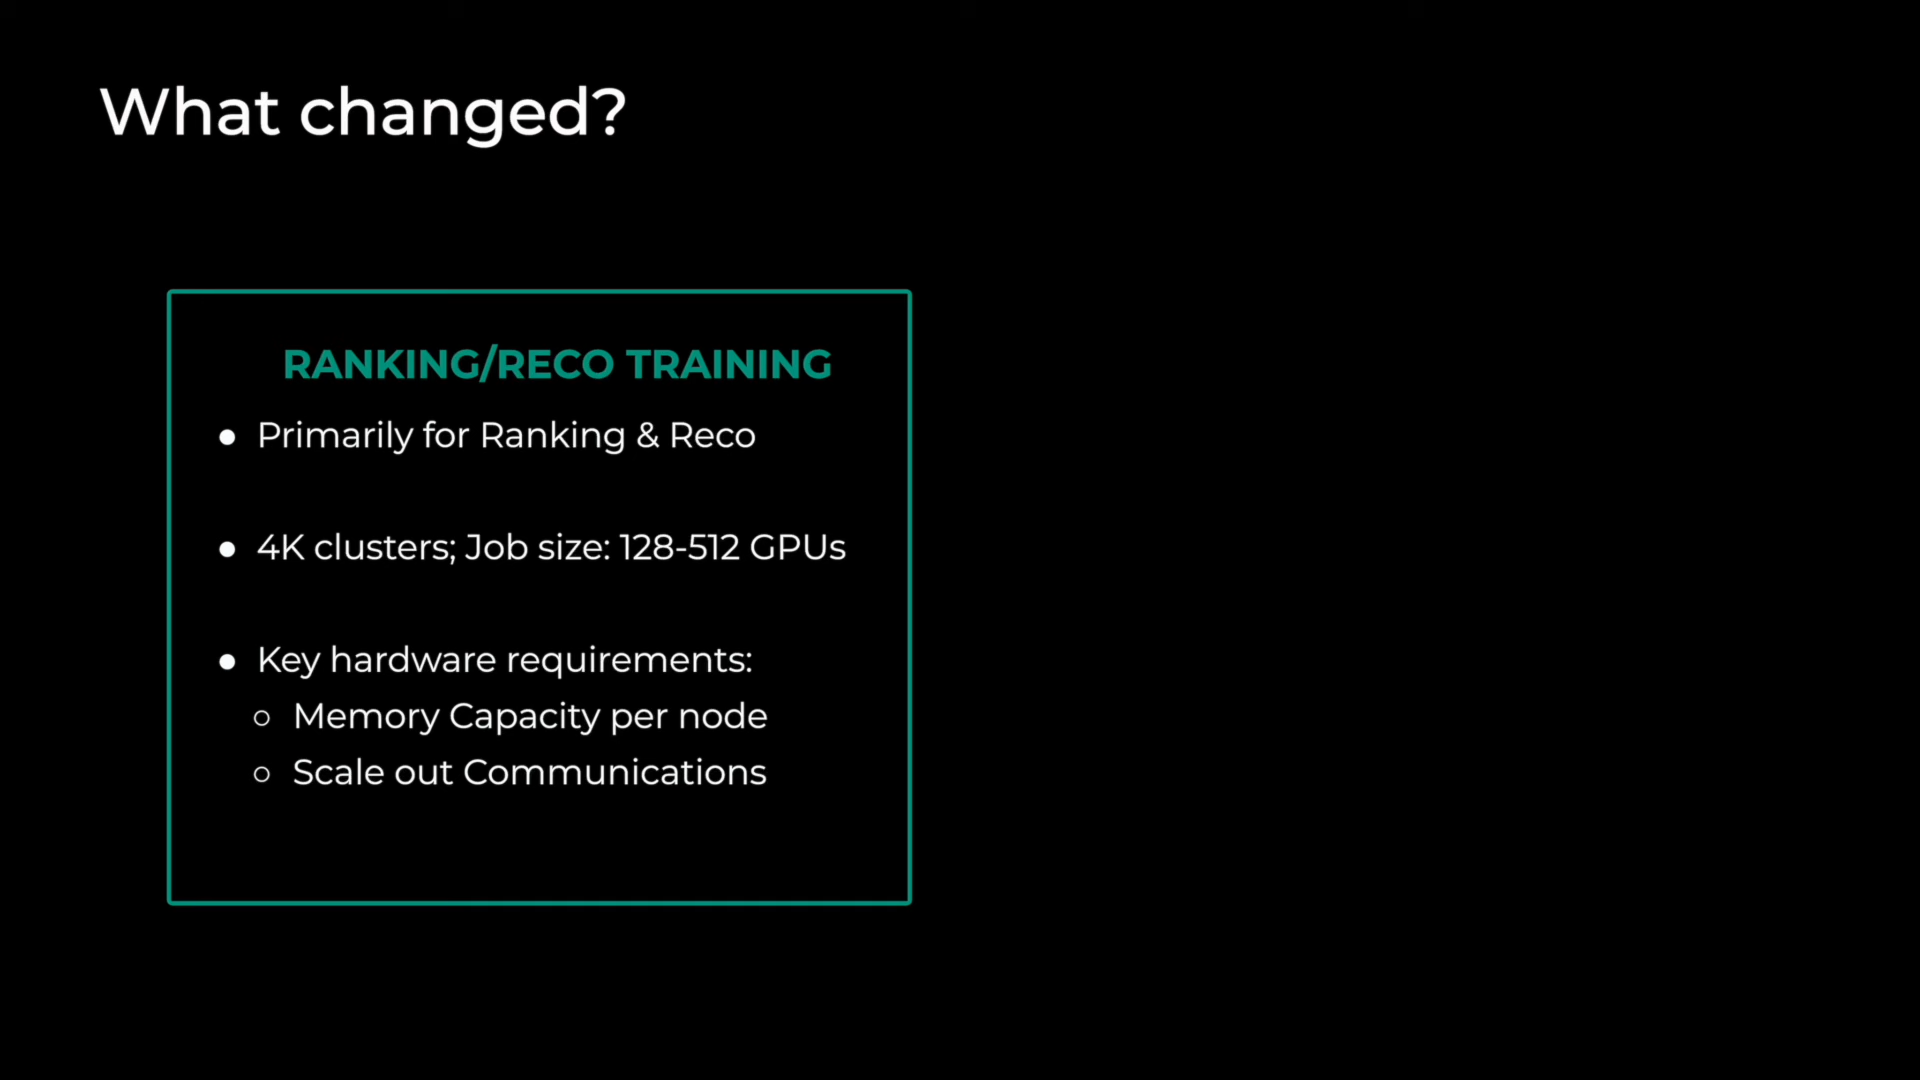 What changed?
RANKING/RECO TRAINING
● Primarily for Ranking & Reco
● 4K clusters; Job size: 128-512 GPUs
● Key hardware requirements:
○ Memory Capacity per node
○ Scale out Communications